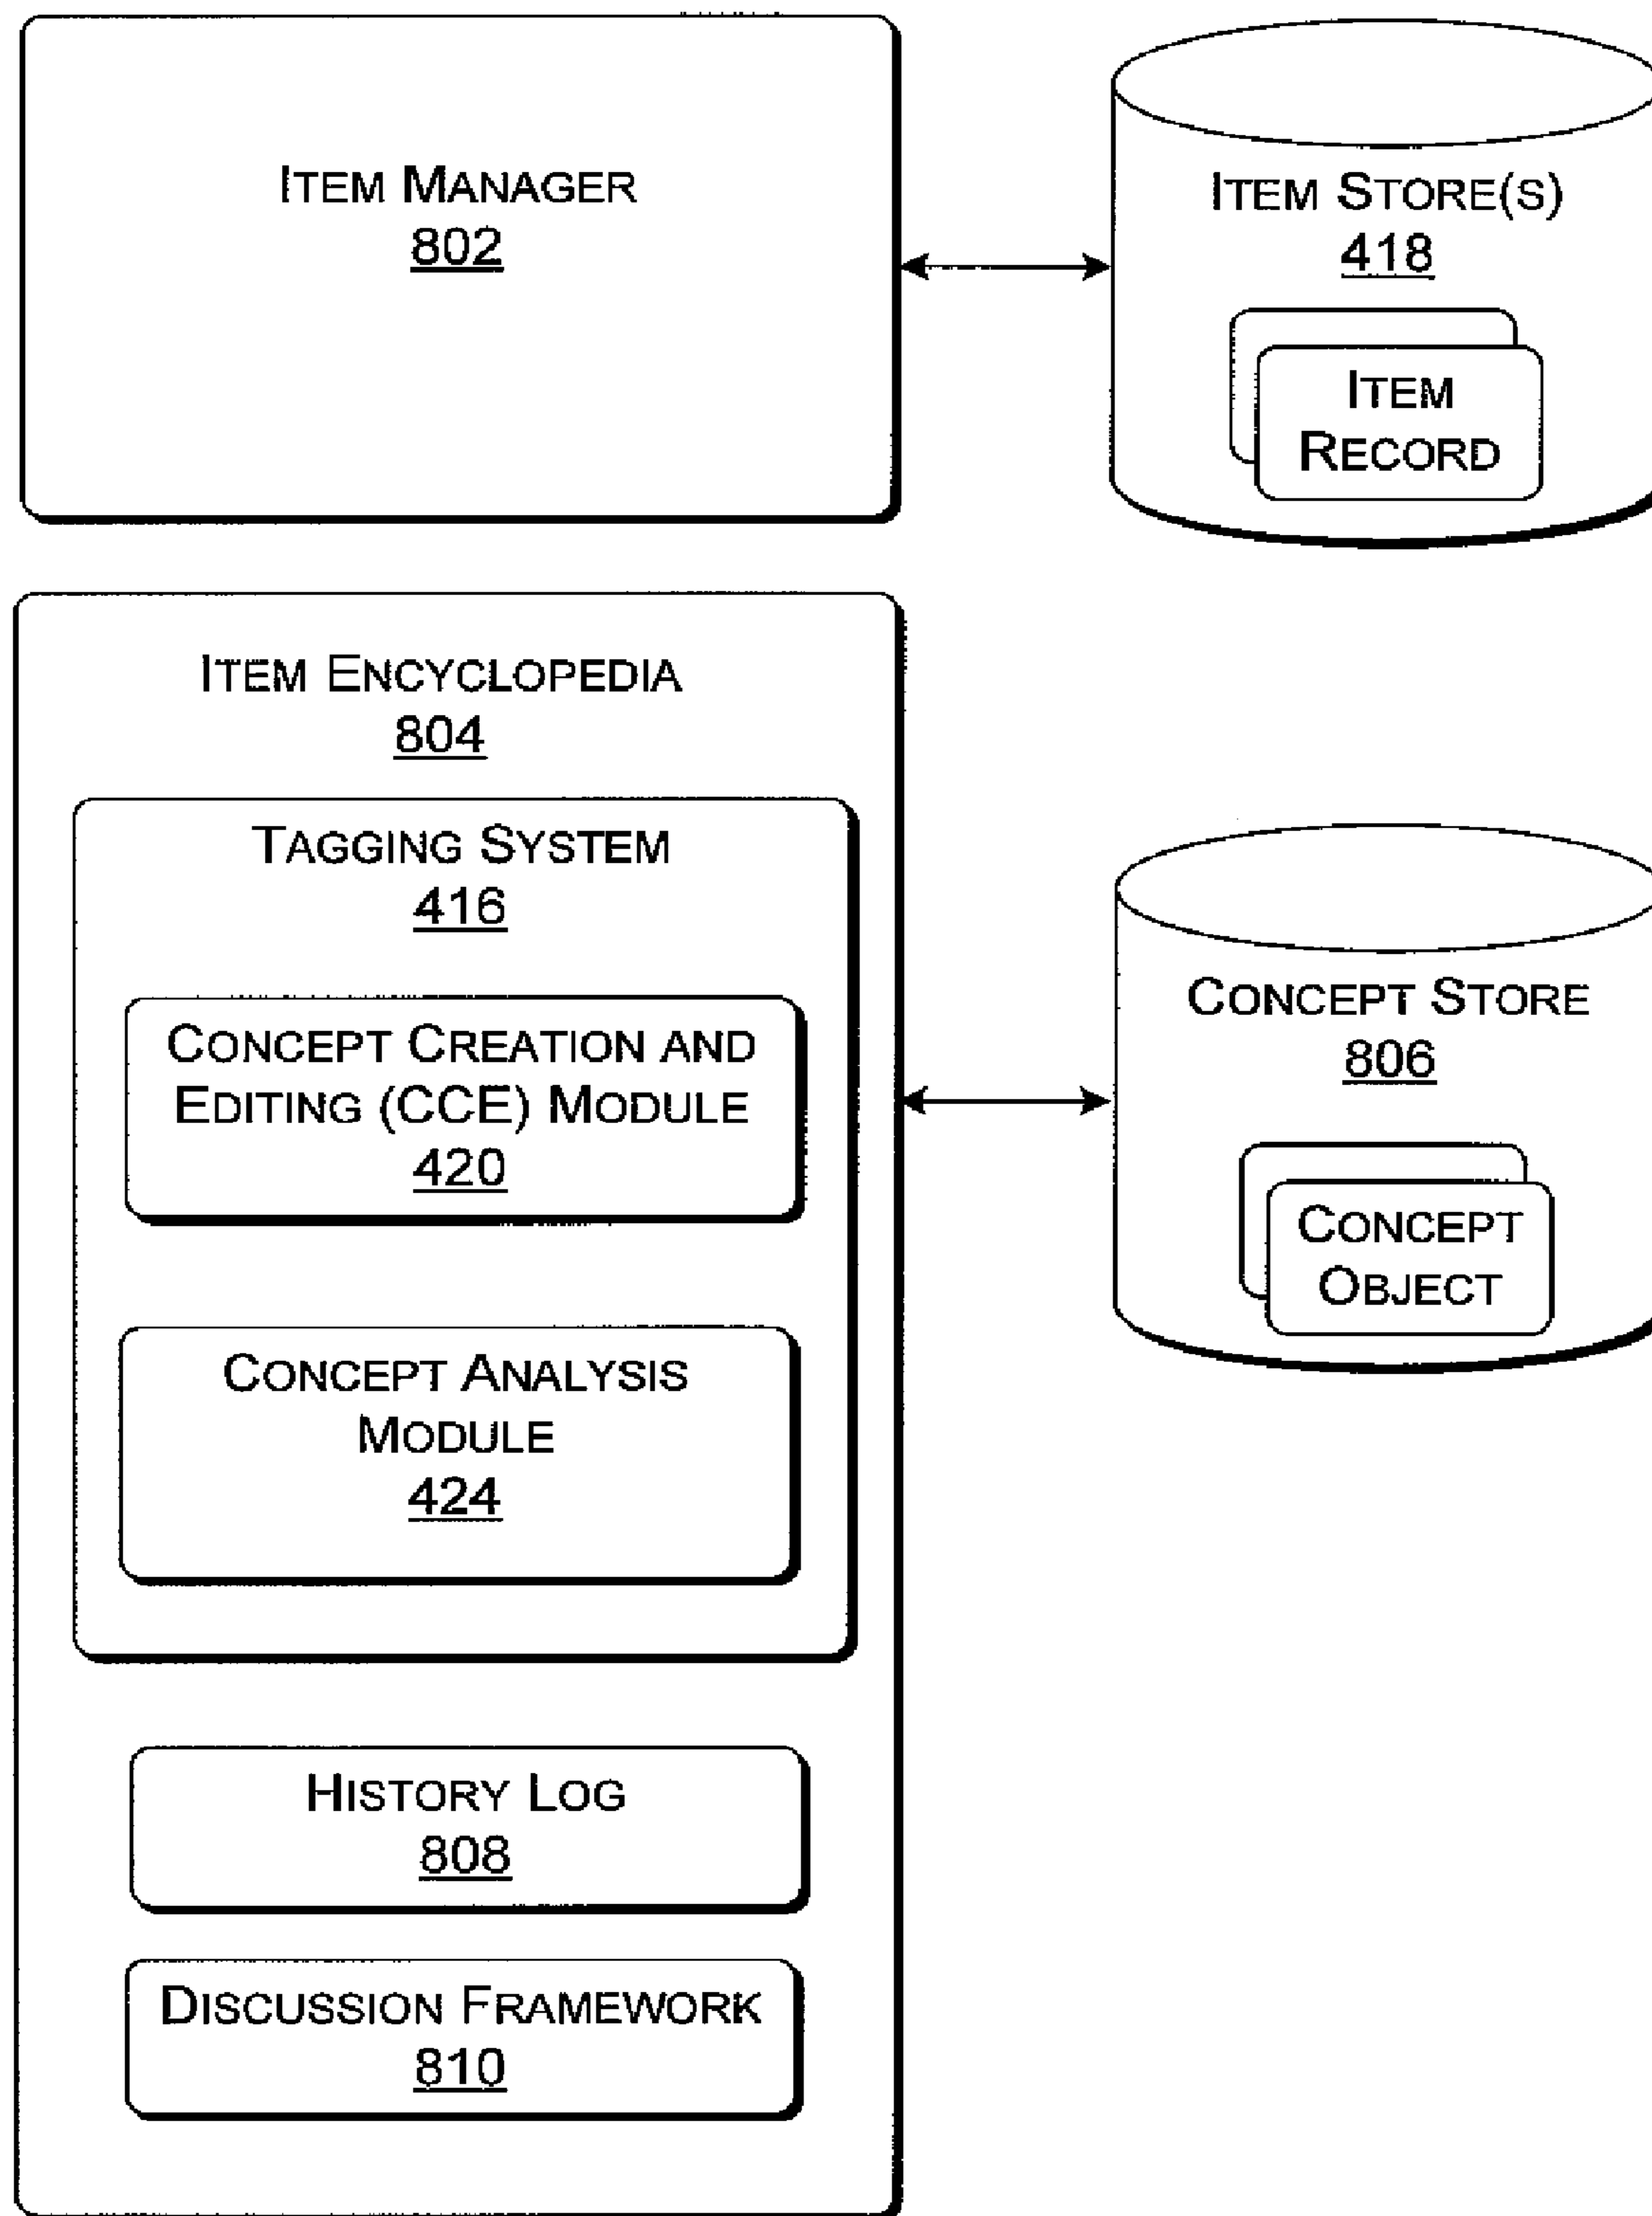 ITEM MANAGER
802
ITEM STORE(S)
418
ITEM
RECORD
ITEM ENCYCLOPEDIA
804
TAGGING SYSTEM
416
CONCEPT CREATION AND
EDITING (CCE) MODULE
420
CONCEPT ANALYSIS
MODULE
424
HISTORY LOG
808
DISCUSSION FRAMEWORK
810
CONCEPT STORE
806
CONCEPT
OBJECT